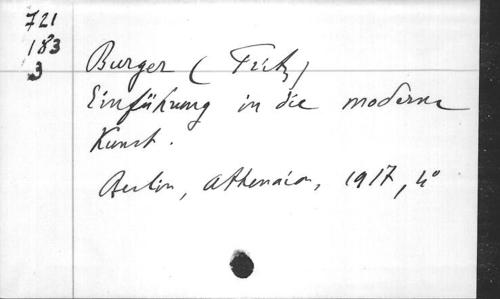 721
183
3
Burger (Fritz)
Einführung in die moderne
Kunst.
Berlin, Athenaion, 1917, 4°